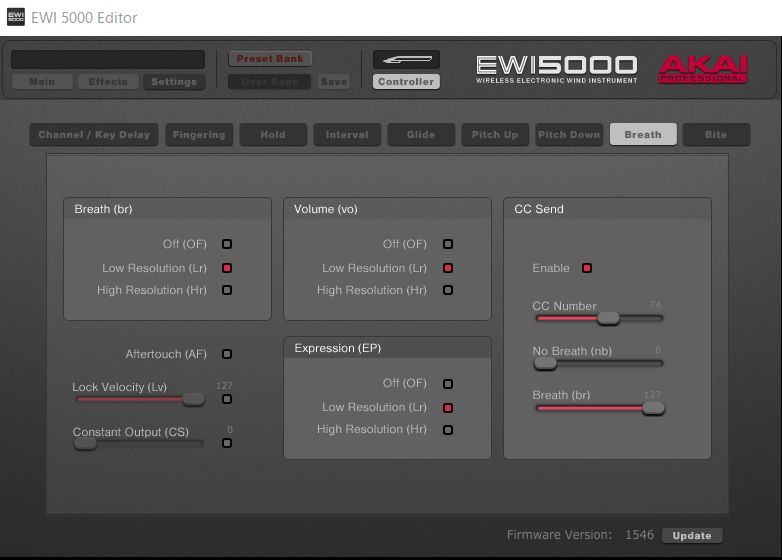 EWI 5000
EWI 5000 Editor
Preset Bank
Main Effects Settings User Bank Save Controller
EWI5000
WIRELESS ELECTRONIC WIND INSTRUMENT
AKAI
PROFESSIONAL
Channel / Key Delay Fingering Hold Interval Glide Pitch Up Pitch Down Breath Bite
Breath (br)
Off (OF)
Low Resolution (Lr)
High Resolution (Hr)
Aftertouch (AF)
Lock Velocity (Lv) 127
Constant Output (CS) 0
Volume (vo)
Off (OF)
Low Resolution (Lr)
High Resolution (Hr)
Expression (EP)
Off (OF)
Low Resolution (Lr)
High Resolution (Hr)
CC Send
Enable
CC Number 74
No Breath (nb) 0
Breath (br) 127
Firmware Version: 1546 Update